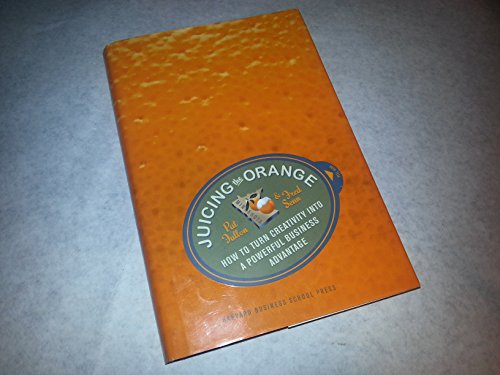 JUICING the ORANGE
Pat & Fred
Fallon Senn
HOW TO TURN CREATIVITY INTO
A POWERFUL BUSINESS
ADVANTAGE
HARVARD BUSINESS SCHOOL PRESS